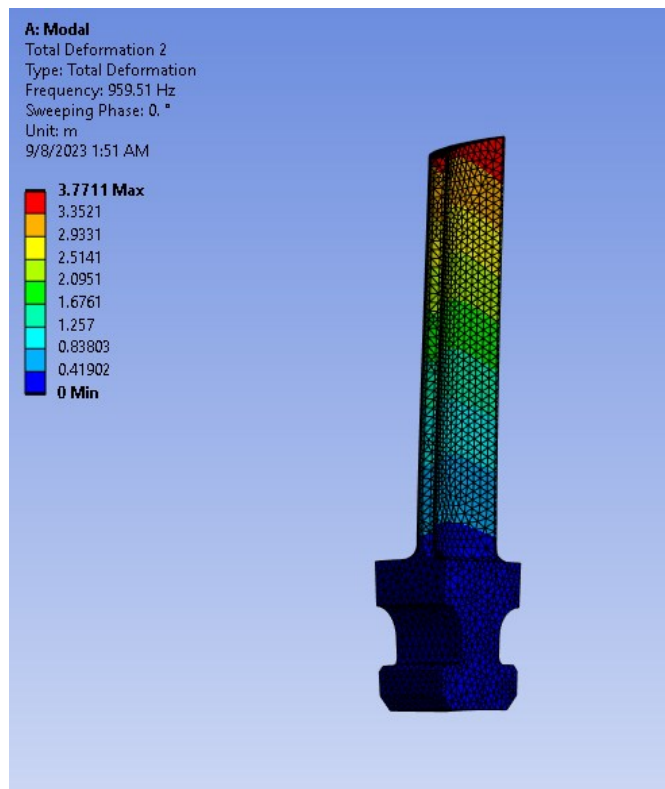 A: Modal
Total Deformation 2
Type: Total Deformation
Frequency: 959.51 Hz
Sweeping Phase: 0. °
Unit: m
9/8/2023 1:51 AM
3.7711 Max
3.3521
2.9331
2.5141
2.0951
1.6761
1.257
0.83803
0.41902
0 Min